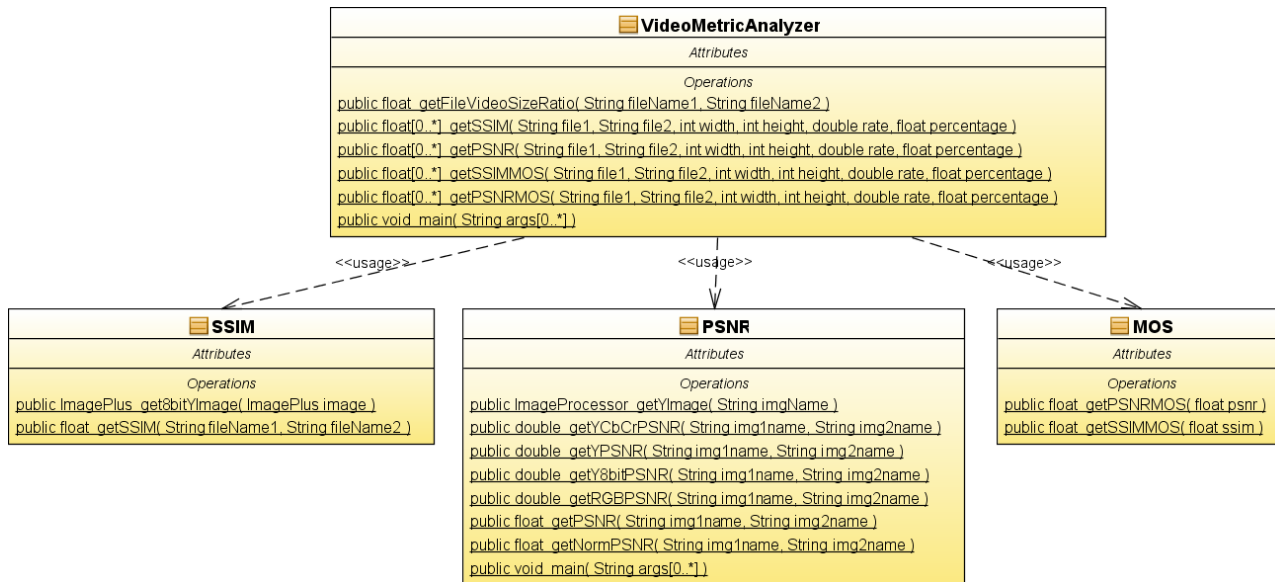 VideoMetricAnalyzer
Attributes
Operations
public float getFileVideoSizeRatio( String fileName1, String fileName2 )
public float[0..*] getSSIM( String file1, String file2, int width, int height, double rate, float percentage )
public float[0..*] getPSNR( String file1, String file2, int width, int height, double rate, float percentage )
public float[0..*] getSSIMMOS( String file1, String file2, int width, int height, double rate, float percentage )
public float[0..*] getPSNRMOS( String file1, String file2, int width, int height, double rate, float percentage )
public void main( String args[0..*] )
<<usage>>
<<usage>>
<<usage>>
SSIM
Attributes
Operations
public ImagePlus get8bitYImage( ImagePlus image )
public float getSSIM( String fileName1, String fileName2 )
PSNR
Attributes
Operations
public ImageProcessor getYImage( String imgName )
public double getYCbCrPSNR( String img1name, String img2name )
public double getYPSNR( String img1name, String img2name )
public double getY8bitPSNR( String img1name, String img2name )
public double getRGBPSNR( String img1name, String img2name )
public float getPSNR( String img1name, String img2name )
public float getNormPSNR( String img1name, String img2name )
public void main( String args[0..*] )
MOS
Attributes
Operations
public float getPSNRMOS( float psnr )
public float getSSIMMOS( float ssim )